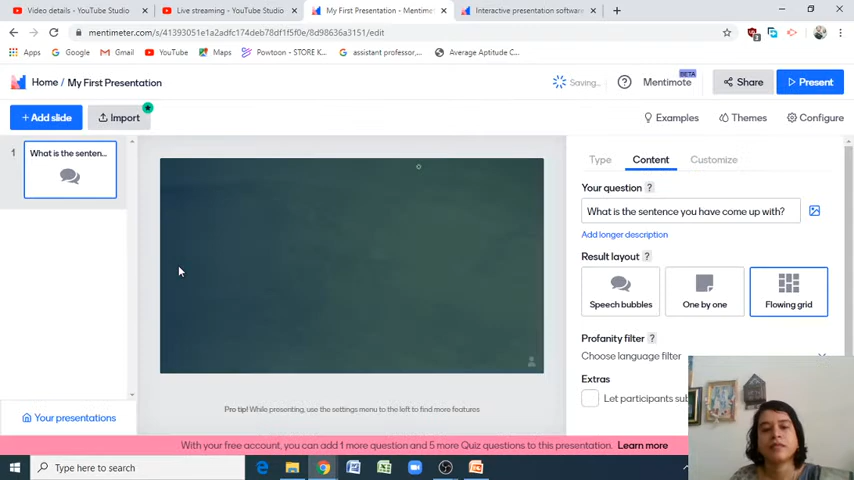 Video details - YouTube Studio
Live streaming - YouTube Studio
My First Presentation - Mentimeter
Interactive presentation software
mentimeter.com/s/41393051e1a2adfc174deb78df1f5f0e/8d98636a3151/edit
Apps
Google
Gmail
YouTube
Maps
Powtoon - STORE K...
assistant professor,...
Average Aptitude C...
Home / My First Presentation
Saving...
Mentimote
BETA
Share
Present
+ Add slide
Import
Examples
Themes
Configure
1
What is the senten...
Type
Content
Customize
Your question ?
What is the sentence you have come up with?
Add longer description
Result layout ?
Speech bubbles
One by one
Flowing grid
Profanity filter ?
Choose language filter
Extras
Let participants sub
Pro tip! While presenting, use the settings menu to the left to find more features
Your presentations
With your free account, you can add 1 more question and 5 more Quiz questions to this presentation. Learn more
Type here to search